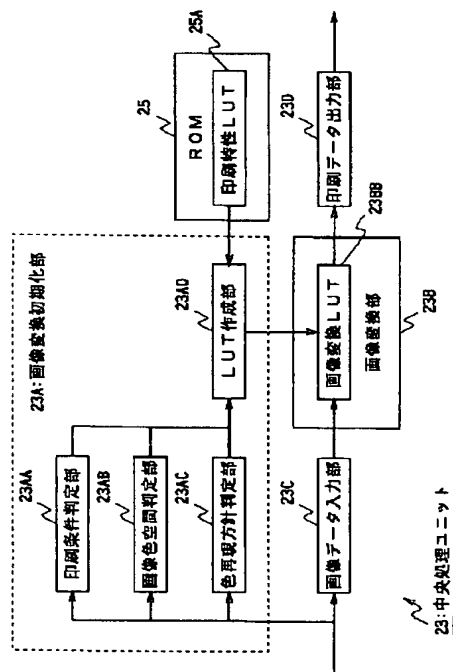 23A:画像変換初期化部
23AA
印刷条件判定部
23AB
画像色空間判定部
23AC
色再現方針判定部
23AD
LUT作成部
25
ROM
25A
印刷特性LUT
23C
画像データ入力部
画像変換LUT
23BB
画像変換部
23B
23D
印刷データ出力部
23:中央処理ユニット